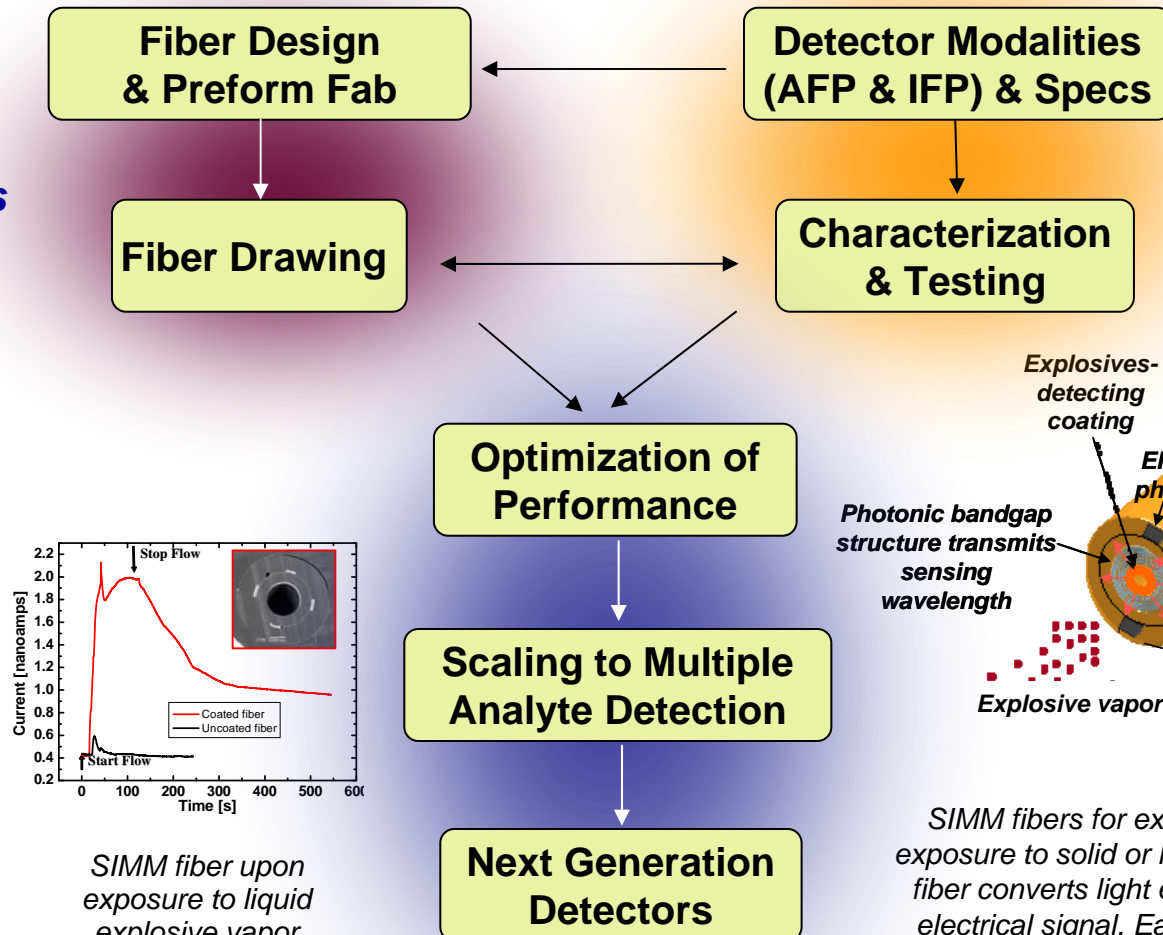 Fiber Design
& Preform Fab
Detector Modalities
(AFP & IFP) & Specs
s
Fiber Drawing
Characterization
& Testing
Explosives-
detecting
coating
Optimization of
Performance
Photonic bandgap
structure transmits
sensing
wavelength
Explosive vapor
2.2
2.0
1.8
1.6
1.4
1.2
1.0
0.8
0.6
0.4
0.2
Current [nanoamps]
Stop Flow
Coated fiber
Uncoated fiber
Start Flow
0 100 200 300 400 500
Time [s]
Scaling to Multiple
Analyte Detection
Next Generation
Detectors
SIMM fiber upon
exposure to liquid
explosive vapor
SIMM fibers for ex
exposure to solid or
fiber converts light e
electrical signal. Ea